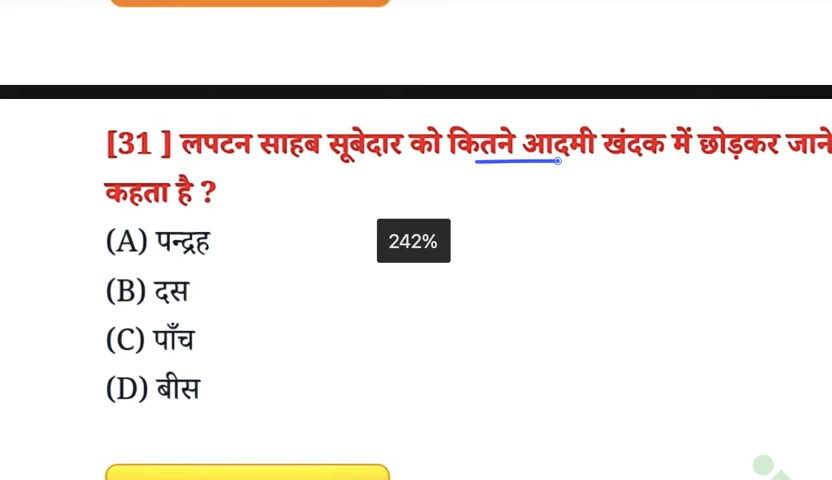 [31 ] लपटन साहब सूबेदार को कितने आदमी खंदक में छोड़कर जाने
कहता है ?
(A) पन्द्रह
242%
(B) दस
(C) पाँच
(D) बीस